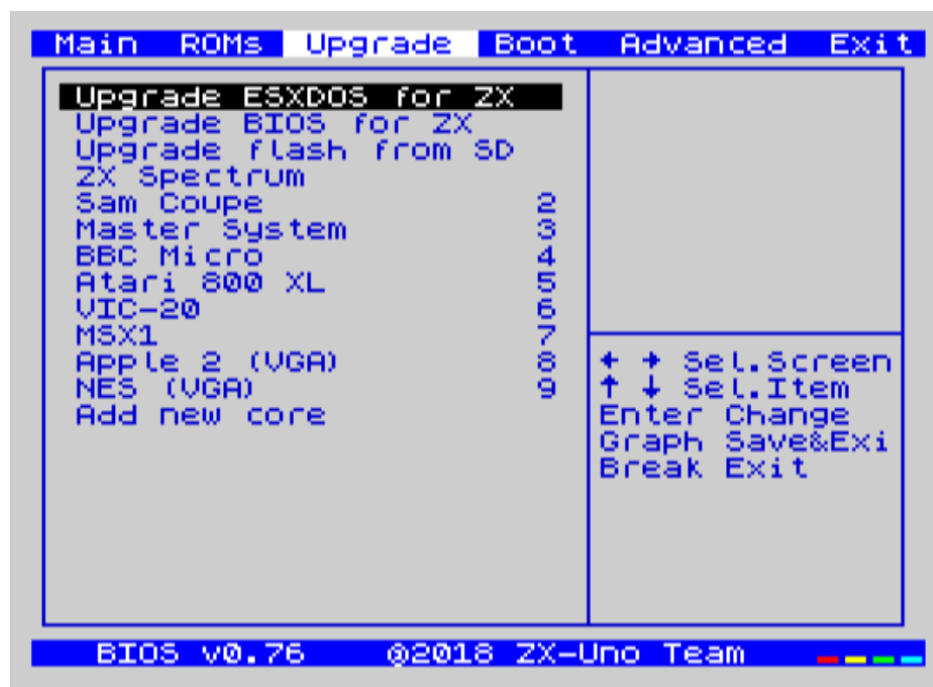 Main ROMs Upgrade Boot Advanced Exit
Upgrade ESXDOS for ZX
Upgrade BIOS for ZX
Upgrade flash from SD
ZX Spectrum
Sam Coupe 2
Master System 3
BBC Micro 4
Atari 800 XL 5
VIC-20 6
MSX1 7
Apple 2 (VGA) 8
NES (VGA) 9
Add new core
← → Sel.Screen
↑ ↓ Sel.Item
Enter Change
Graph Save&Exi
Break Exit
BIOS v0.76 @2018 ZX-Uno Team